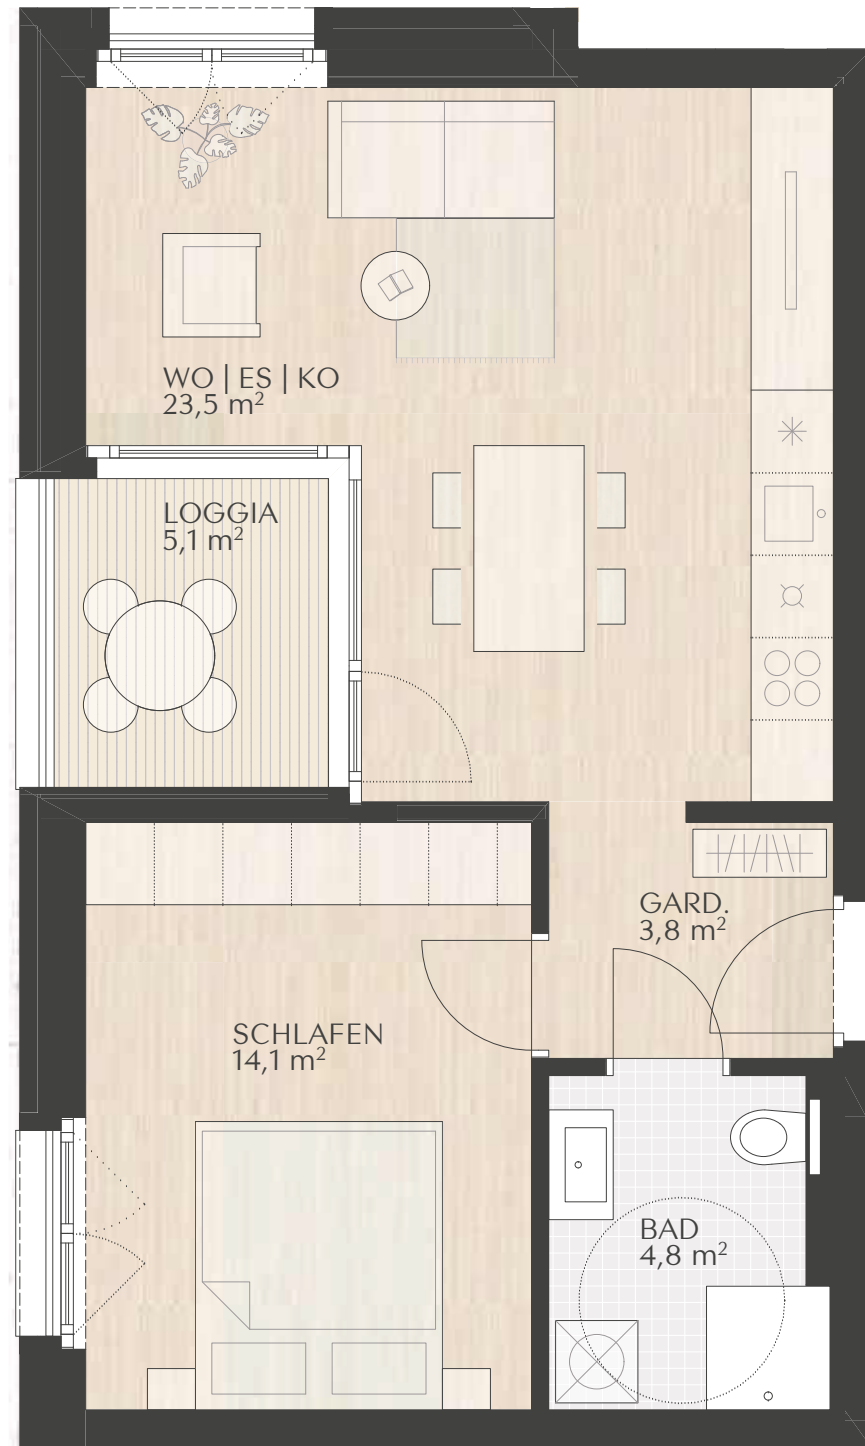 WO | ES | KO
23,5 m²
LOGGIA
5,1 m²
GARD.
3,8 m²
SCHLAFEN
14,1 m²
BAD
4,8 m²